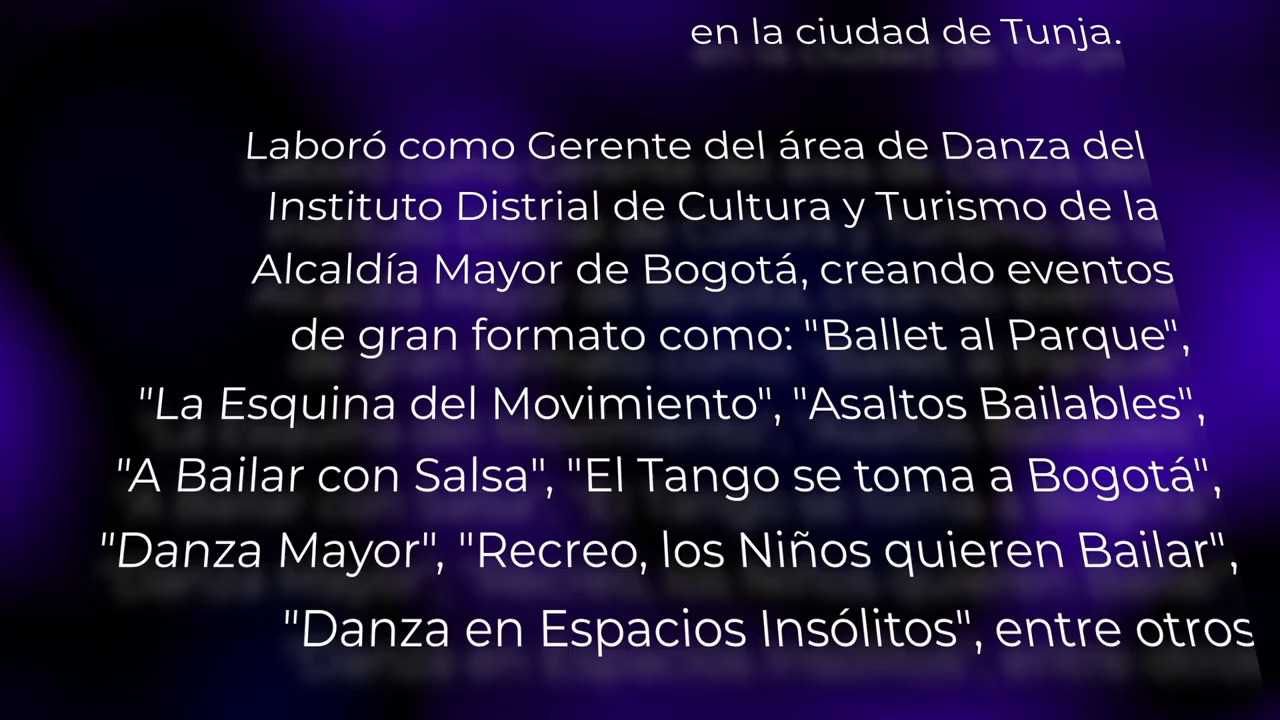 en la ciudad de Tunja.
Laboró como Gerente del área de Danza del
Instituto Distrial de Cultura y Turismo de la
Alcaldía Mayor de Bogotá, creando eventos
de gran formato como: "Ballet al Parque",
"La Esquina del Movimiento", "Asaltos Bailables",
"A Bailar con Salsa", "El Tango se toma a Bogotá",
"Danza Mayor", "Recreo, los Niños quieren Bailar",
"Danza en Espacios Insólitos", entre otros